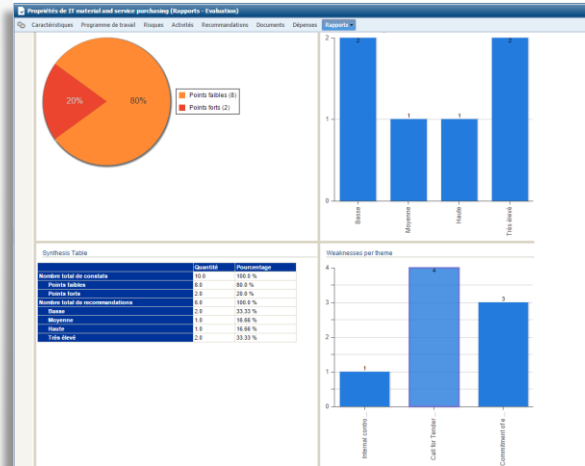 Propriétés de IT material and service purchasing (Rapports - Evaluation)
Caractéristiques Programme de travail Risques Activités Recommandations Documents Dépenses Rapports
20%
80%
Points faibles (8)
Points forts (2)
2
1
0
2
1
1
2
Basse
Moyenne
Haute
Très élevé
Synthesis Table
Quantité Pourcentage
Nombre total de constats 10.0 100.0 %
Points faibles 8.0 80.0 %
Points forts 2.0 20.0 %
Nombre total de recommandations 6.0 100.0 %
Basse 2.0 33.33 %
Moyenne 1.0 16.66 %
Haute 1.0 16.66 %
Très élevé 2.0 33.33 %
Weaknesses per theme
4
3
2
1
0
1
4
3
Internal contro ...
Call for Tender ...
Commitment of e ...